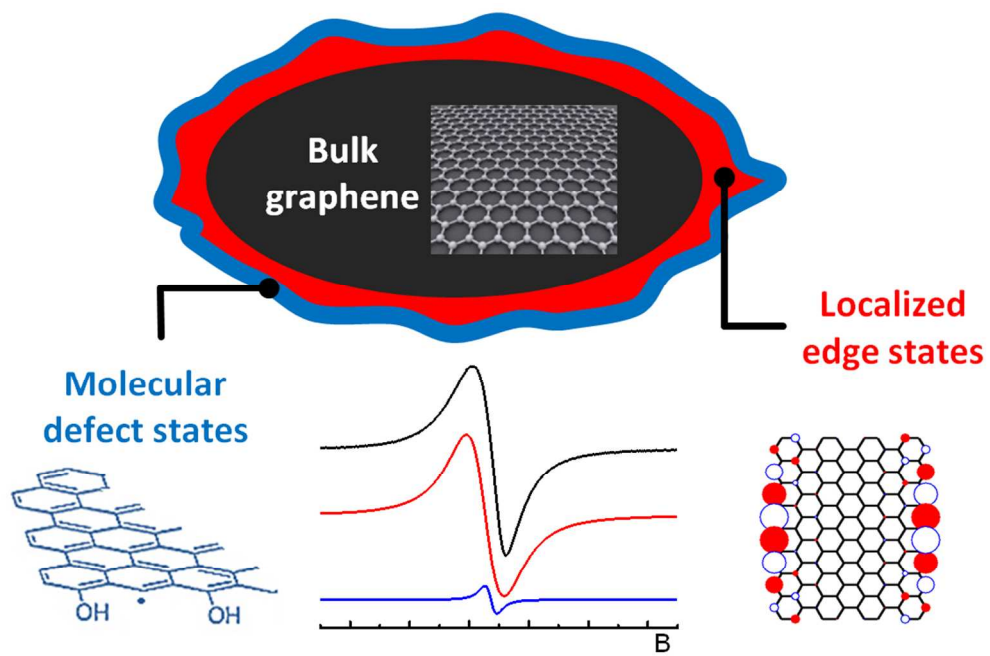 Bulk
graphene
Localized
edge states
Molecular
defect states
OH
OH
B